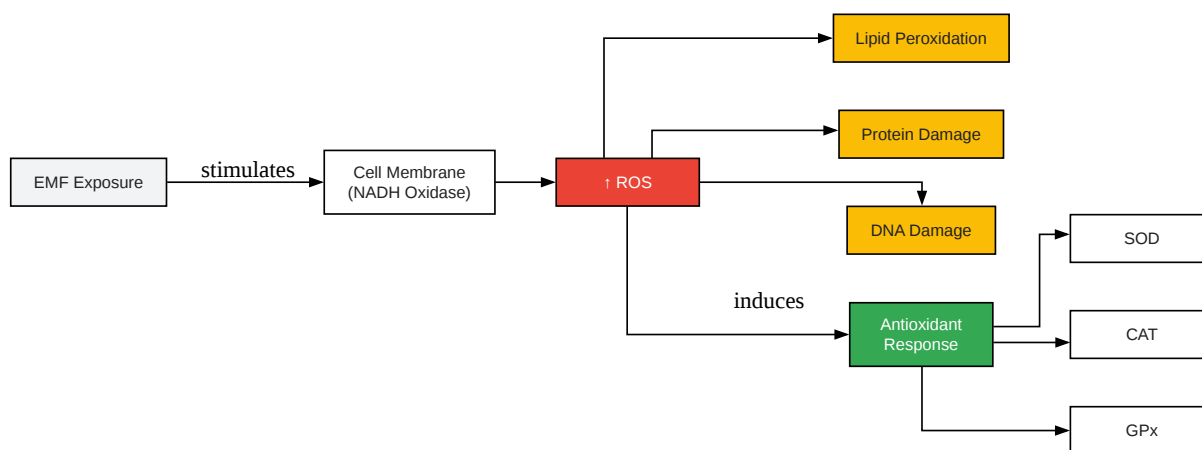 Lipid Peroxidation
Protein Damage
EMF Exposure
stimulates
Cell Membrane
(NADH Oxidase)
↑ ROS
DNA Damage
SOD
induces
Antioxidant
Response
CAT
GPx